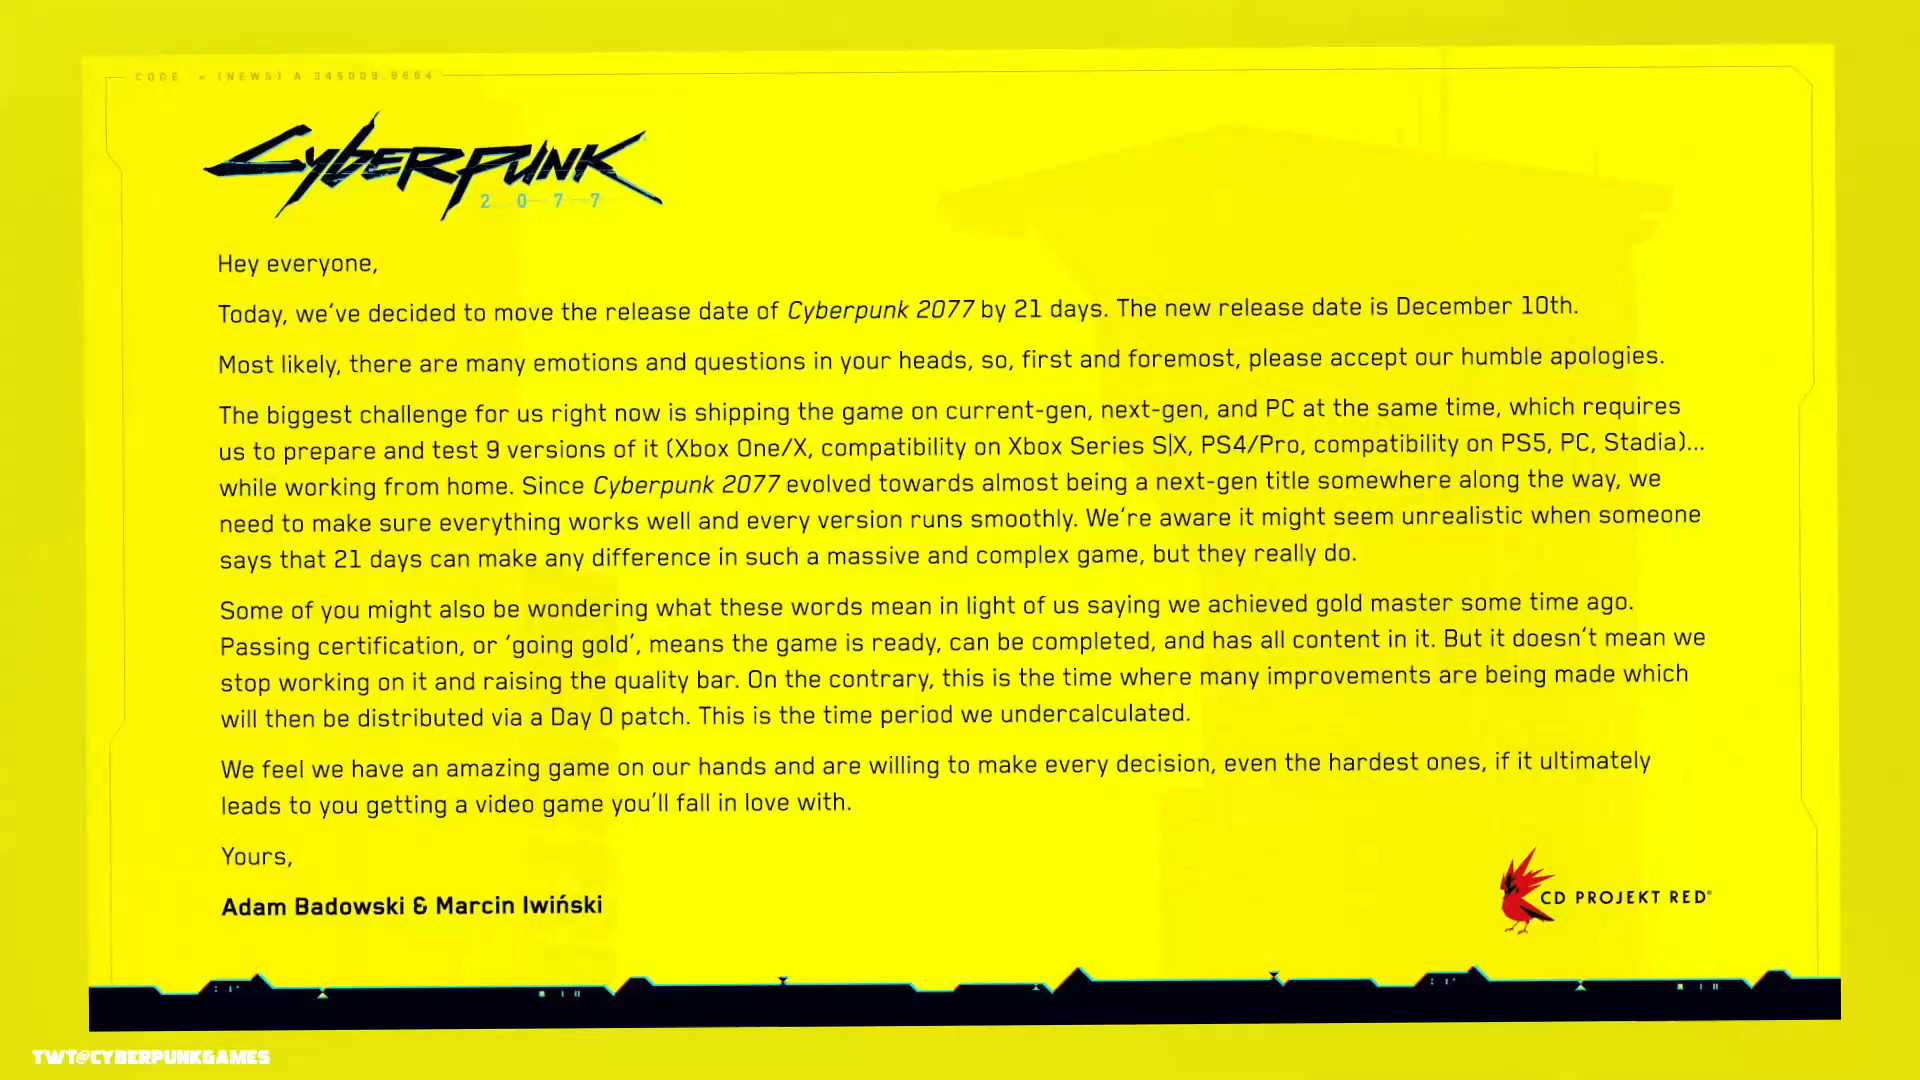 CODE × (NEWS) A 345009.9664
CYBERPUNK
2077
Hey everyone,
Today, we've decided to move the release date of Cyberpunk 2077 by 21 days. The new release date is December 10th.
Most likely, there are many emotions and questions in your heads, so, first and foremost, please accept our humble apologies.
The biggest challenge for us right now is shipping the game on current-gen, next-gen, and PC at the same time, which requires
us to prepare and test 9 versions of it (Xbox One/X, compatibility on Xbox Series S|X, PS4/Pro, compatibility on PS5, PC, Stadia)...
while working from home. Since Cyberpunk 2077 evolved towards almost being a next-gen title somewhere along the way, we
need to make sure everything works well and every version runs smoothly. We're aware it might seem unrealistic when someone
says that 21 days can make any difference in such a massive and complex game, but they really do.
Some of you might also be wondering what these words mean in light of us saying we achieved gold master some time ago.
Passing certification, or 'going gold', means the game is ready, can be completed, and has all content in it. But it doesn't mean we
stop working on it and raising the quality bar. On the contrary, this is the time where many improvements are being made which
will then be distributed via a Day 0 patch. This is the time period we undercalculated.
We feel we have an amazing game on our hands and are willing to make every decision, even the hardest ones, if it ultimately
leads to you getting a video game you'll fall in love with.
Yours,
Adam Badowski & Marcin Iwiński
CD PROJEKT RED®
TWT@CYBERPUNKGAMES